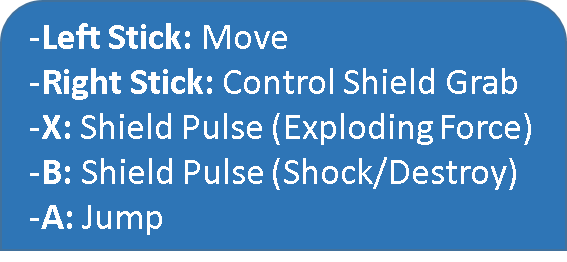 -Left Stick: Move
-Right Stick: Control Shield Grab
-X: Shield Pulse (Exploding Force)
-B: Shield Pulse (Shock/Destroy)
-A: Jump